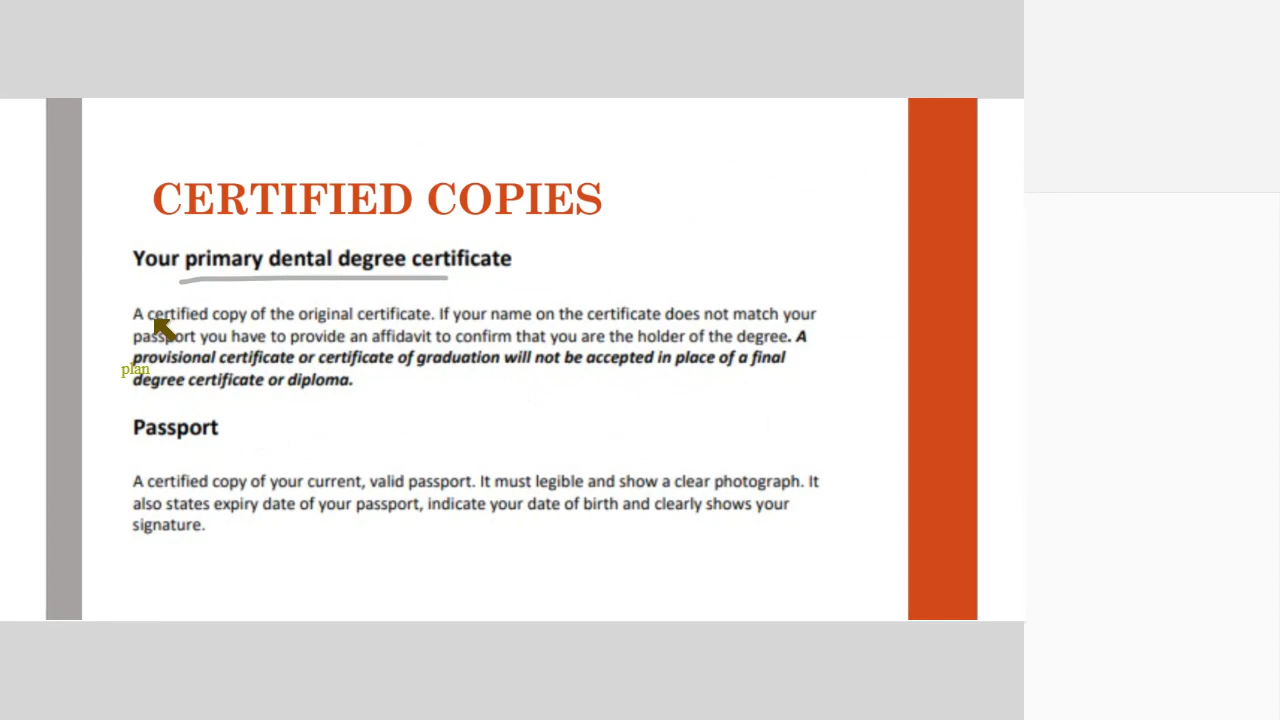 CERTIFIED COPIES
Your primary dental degree certificate
A certified copy of the original certificate. If your name on the certificate does not match your
passport you have to provide an affidavit to confirm that you are the holder of the degree. A
provisional certificate or certificate of graduation will not be accepted in place of a final
plan
degree certificate or diploma.
Passport
A certified copy of your current, valid passport. It must legible and show a clear photograph. It
also states expiry date of your passport, indicate your date of birth and clearly shows your
signature.